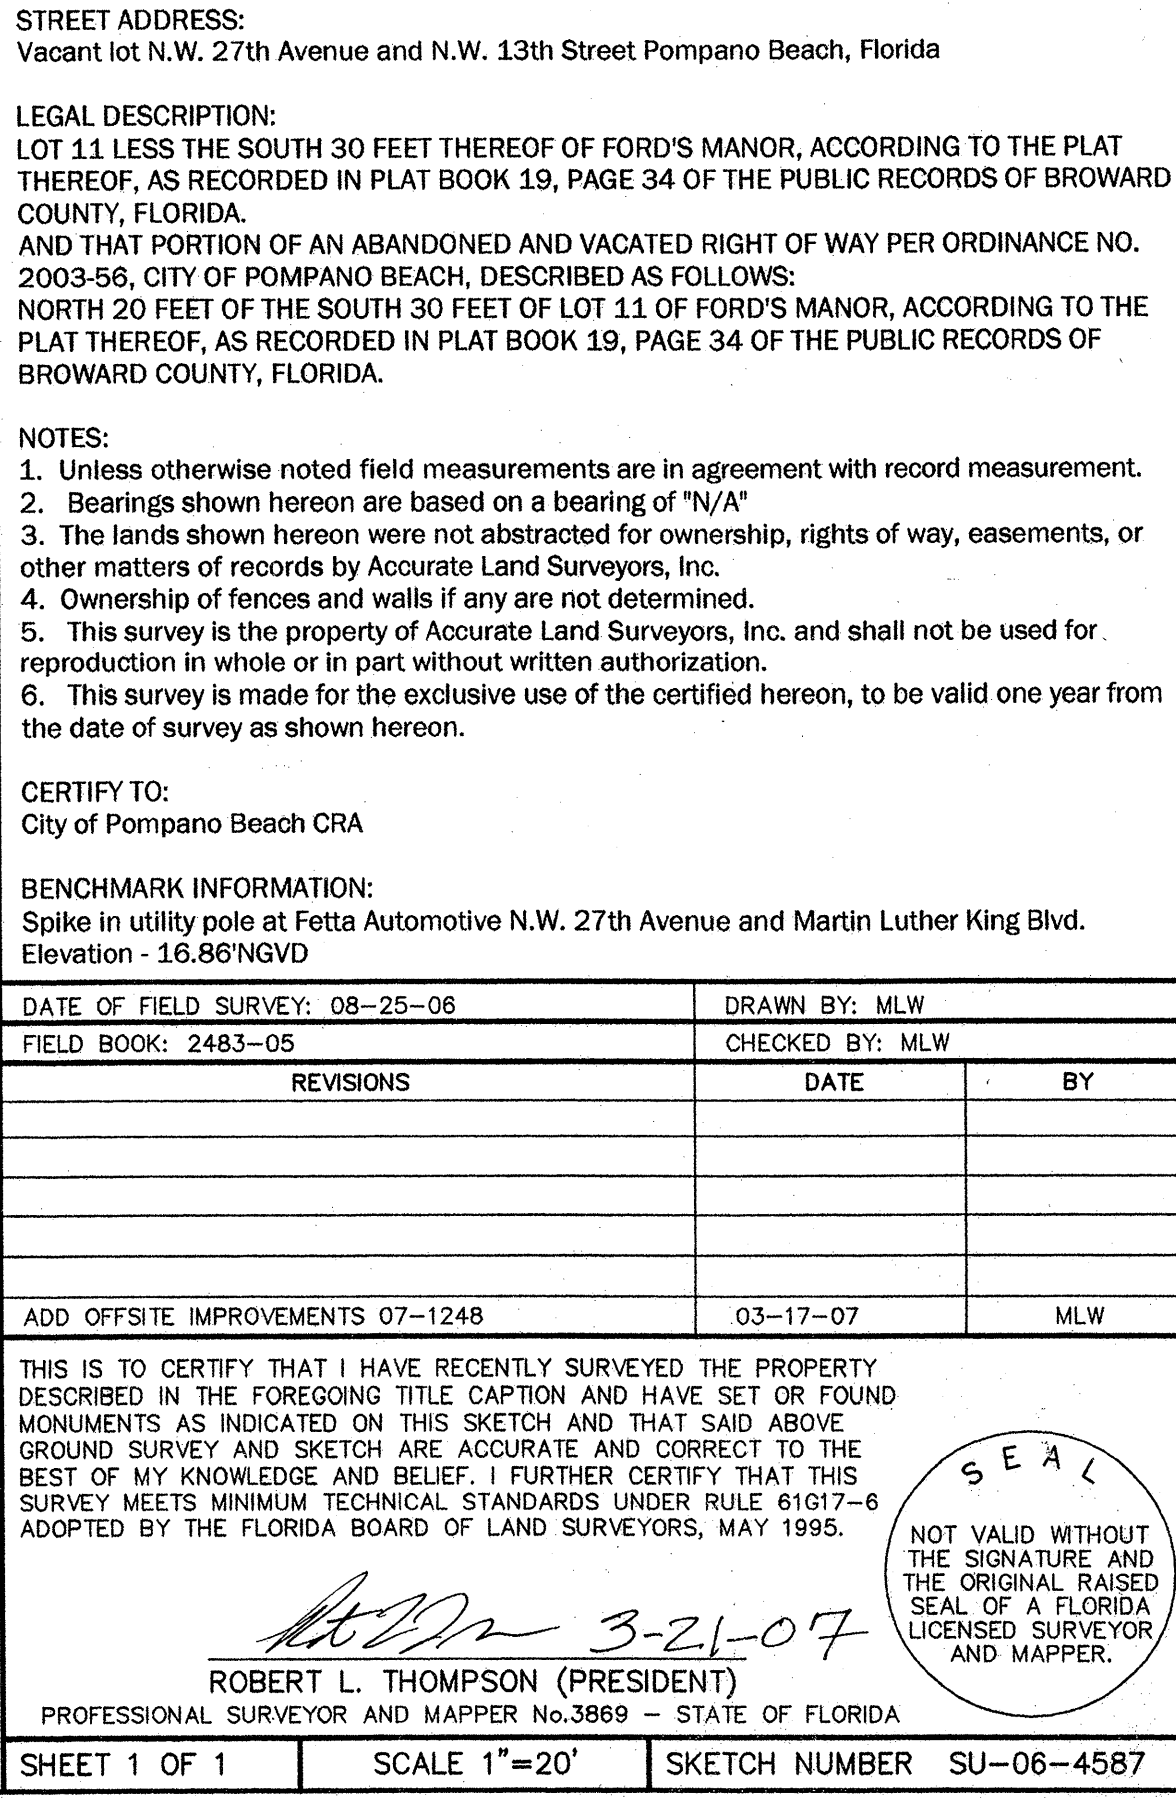 STREET ADDRESS:
Vacant lot N.W. 27th Avenue and N.W. 13th Street Pompano Beach, Florida
LEGAL DESCRIPTION:
LOT 11 LESS THE SOUTH 30 FEET THEREOF OF FORD'S MANOR, ACCORDING TO THE PLAT
THEREOF, AS RECORDED IN PLAT BOOK 19, PAGE 34 OF THE PUBLIC RECORDS OF BROWARD
COUNTY, FLORIDA.
AND THAT PORTION OF AN ABANDONED AND VACATED RIGHT OF WAY PER ORDINANCE NO.
2003-56, CITY OF POMPANO BEACH, DESCRIBED AS FOLLOWS:
NORTH 20 FEET OF THE SOUTH 30 FEET OF LOT 11 OF FORD'S MANOR, ACCORDING TO THE
PLAT THEREOF, AS RECORDED IN PLAT BOOK 19, PAGE 34 OF THE PUBLIC RECORDS OF
BROWARD COUNTY, FLORIDA.
NOTES:
1. Unless otherwise noted field measurements are in agreement with record measurement.
2. Bearings shown hereon are based on a bearing of "N/A"
3. The lands shown hereon were not abstracted for ownership, rights of way, easements, or
other matters of records by Accurate Land Surveyors, Inc.
4. Ownership of fences and walls if any are not determined.
5. This survey is the property of Accurate Land Surveyors, Inc. and shall not be used for
reproduction in whole or in part without written authorization.
6. This survey is made for the exclusive use of the certified hereon, to be valid one year from
the date of survey as shown hereon.
CERTIFY TO:
City of Pompano Beach CRA
BENCHMARK INFORMATION:
Spike in utility pole at Fetta Automotive N.W. 27th Avenue and Martin Luther King Blvd.
Elevation - 16.86'NGVD
DATE OF FIELD SURVEY: 08-25-06 DRAWN BY: MLW
FIELD BOOK: 2483-05 CHECKED BY: MLW
REVISIONS DATE BY
ADD OFFSITE IMPROVEMENTS 07-1248 03-17-07 MLW
THIS IS TO CERTIFY THAT I HAVE RECENTLY SURVEYED THE PROPERTY
DESCRIBED IN THE FOREGOING TITLE CAPTION AND HAVE SET OR FOUND
MONUMENTS AS INDICATED ON THIS SKETCH AND THAT SAID ABOVE
GROUND SURVEY AND SKETCH ARE ACCURATE AND CORRECT TO THE
BEST OF MY KNOWLEDGE AND BELIEF. I FURTHER CERTIFY THAT THIS
SURVEY MEETS MINIMUM TECHNICAL STANDARDS UNDER RULE 61G17-6
ADOPTED BY THE FLORIDA BOARD OF LAND SURVEYORS, MAY 1995.
SEAL
NOT VALID WITHOUT
THE SIGNATURE AND
THE ORIGINAL RAISED
SEAL OF A FLORIDA
LICENSED SURVEYOR
AND MAPPER.
3-21-07
ROBERT L. THOMPSON (PRESIDENT)
PROFESSIONAL SURVEYOR AND MAPPER No.3869 - STATE OF FLORIDA
SHEET 1 OF 1 SCALE 1"=20' SKETCH NUMBER SU-06-4587